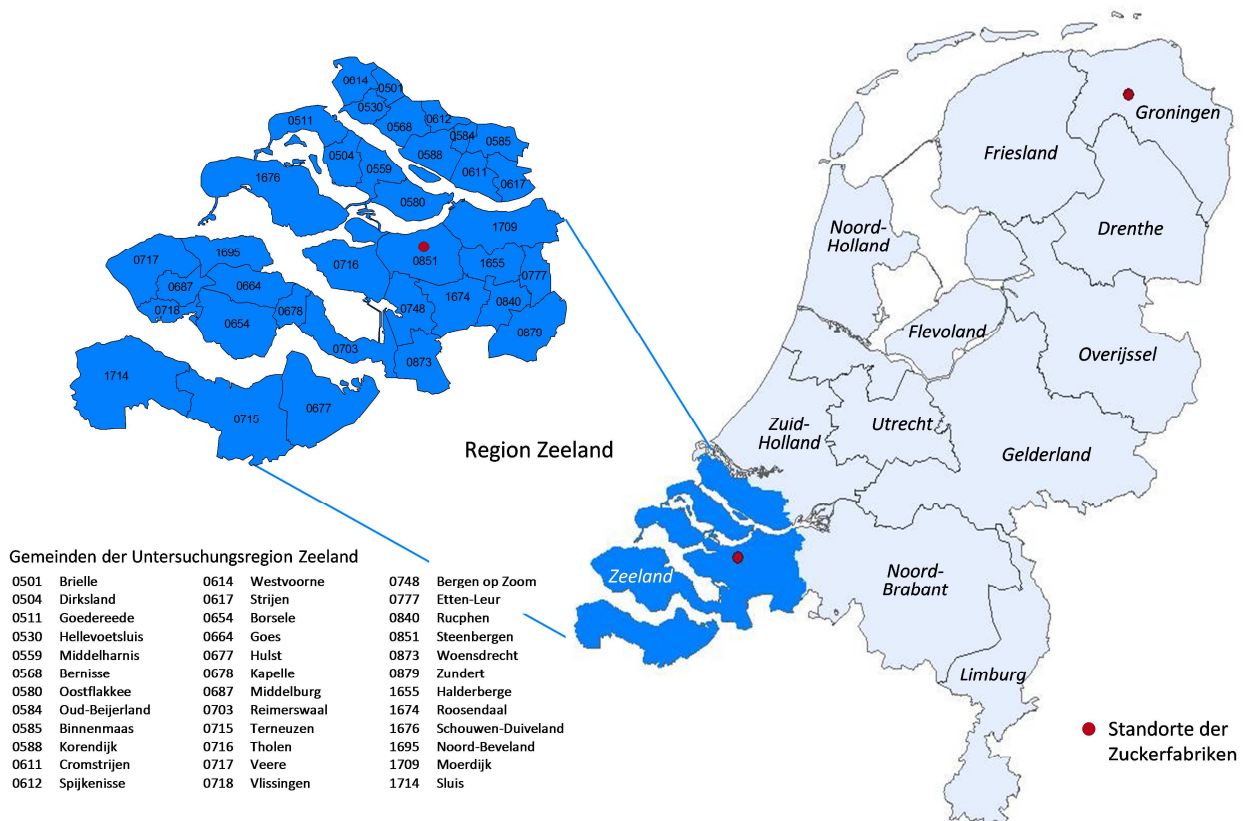 0614
0501
0530
0511
0568
0612
0584
0585
0504
0588
0559
0611
1676
0617
0580
1709
0717
1695
0716
0851
1655
0777
0687
0664
1674
0718
0678
0748
0840
0654
0879
0703
0873
1714
0677
0715
Region Zeeland
Groningen
Friesland
Drenthe
Noord-
Holland
Flevoland
Overijssel
Zuid-
Holland
Utrecht
Gelderland
Zeeland
Noord-
Brabant
Limburg
Standorte der
Zuckerfabriken
Gemeinden der Untersuchungsregion Zeeland
0501 Brielle 0614 Westvoorne 0748 Bergen op Zoom
0504 Dirksland 0617 Strijen 0777 Etten-Leur
0511 Goedereede 0654 Borsele 0840 Rucphen
0530 Hellevoetsluis 0664 Goes 0851 Steenbergen
0559 Middelharnis 0677 Hulst 0873 Woensdrecht
0568 Bernisse 0678 Kapelle 0879 Zundert
0580 Oostflakkee 0687 Middelburg 1655 Halderberge
0584 Oud-Beijerland 0703 Reimerswaal 1674 Roosendaal
0585 Binnenmaas 0715 Terneuzen 1676 Schouwen-Duiveland
0588 Korendijk 0716 Tholen 1695 Noord-Beveland
0611 Cromstrijen 0717 Veere 1709 Moerdijk
0612 Spijkenisse 0718 Vlissingen 1714 Sluis